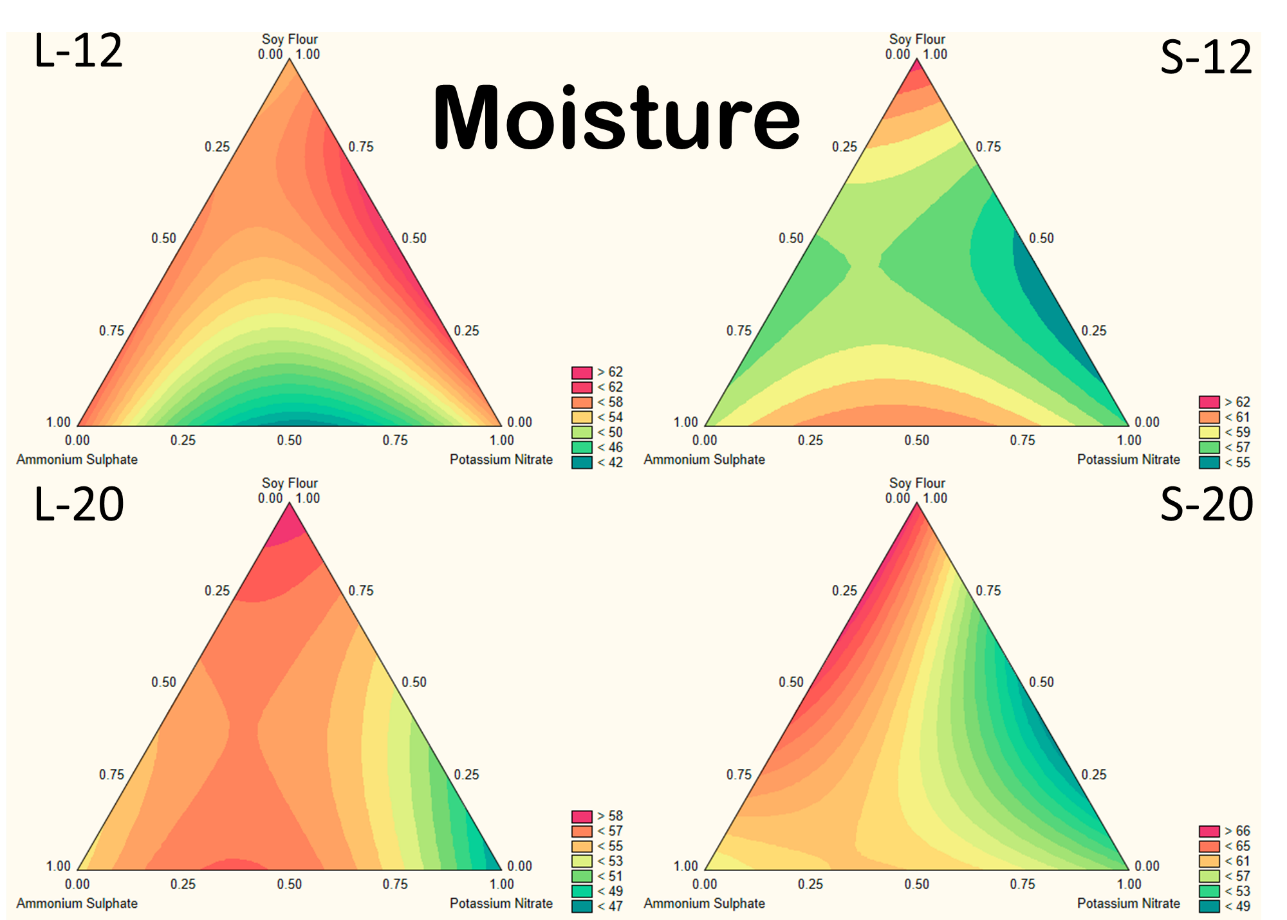 L-12
Moisture
S-12
Soy Flour
0.00 1.00
0.25 0.75
0.50 0.50
0.75 0.25
1.00 0.00
0.00 0.25 0.50 0.75 1.00
Ammonium Sulphate Potassium Nitrate
> 62
< 62
< 58
< 54
< 50
< 46
< 42
Soy Flour
0.00 1.00
0.25 0.75
0.50 0.50
0.75 0.25
1.00 0.00
0.00 0.25 0.50 0.75 1.00
Ammonium Sulphate Potassium Nitrate
> 62
< 61
< 59
< 57
< 55
L-20
Soy Flour
0.00 1.00
0.25 0.75
0.50 0.50
0.75 0.25
1.00 0.00
0.00 0.25 0.50 0.75 1.00
Ammonium Sulphate Potassium Nitrate
> 58
< 57
< 55
< 53
< 51
< 49
< 47
S-20
Soy Flour
0.00 1.00
0.25 0.75
0.50 0.50
0.75 0.25
1.00 0.00
0.00 0.25 0.50 0.75 1.00
Ammonium Sulphate Potassium Nitrate
> 66
< 65
< 61
< 57
< 53
< 49